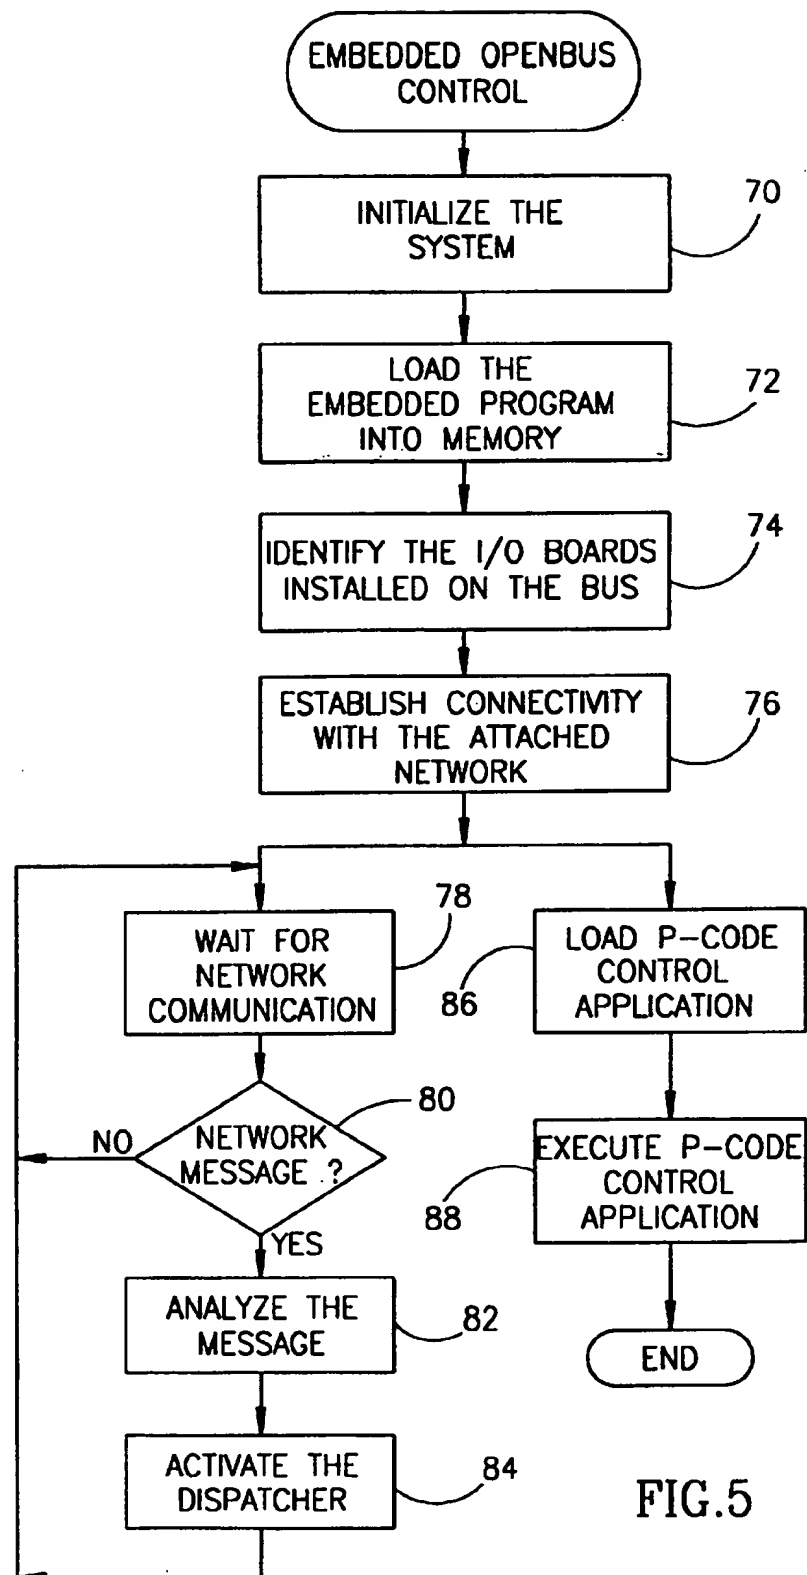 EMBEDDED OPENBUS
CONTROL
INITIALIZE THE
SYSTEM
70
LOAD THE
EMBEDDED PROGRAM
INTO MEMORY
72
IDENTIFY THE I/O BOARDS
INSTALLED ON THE BUS
74
ESTABLISH CONNECTIVITY
WITH THE ATTACHED
NETWORK
76
WAIT FOR
NETWORK
COMMUNICATION
78
NETWORK
MESSAGE ?
80
NO
YES
ANALYZE THE
MESSAGE
82
ACTIVATE THE
DISPATCHER
84
LOAD P-CODE
CONTROL
APPLICATION
86
EXECUTE P-CODE
CONTROL
APPLICATION
88
END
FIG.5